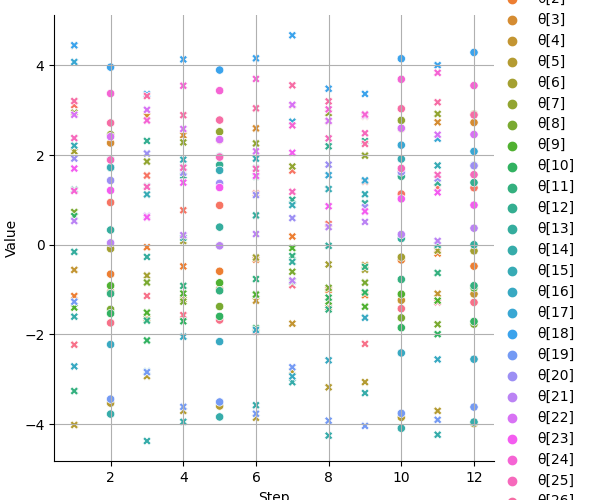 4
2
0
−2
−4
2
4
6
8
10
12
Value
Step
θ[2]
θ[3]
θ[4]
θ[5]
θ[6]
θ[7]
θ[8]
θ[9]
θ[10]
θ[11]
θ[12]
θ[13]
θ[14]
θ[15]
θ[16]
θ[17]
θ[18]
θ[19]
θ[20]
θ[21]
θ[22]
θ[23]
θ[24]
θ[25]
θ[26]